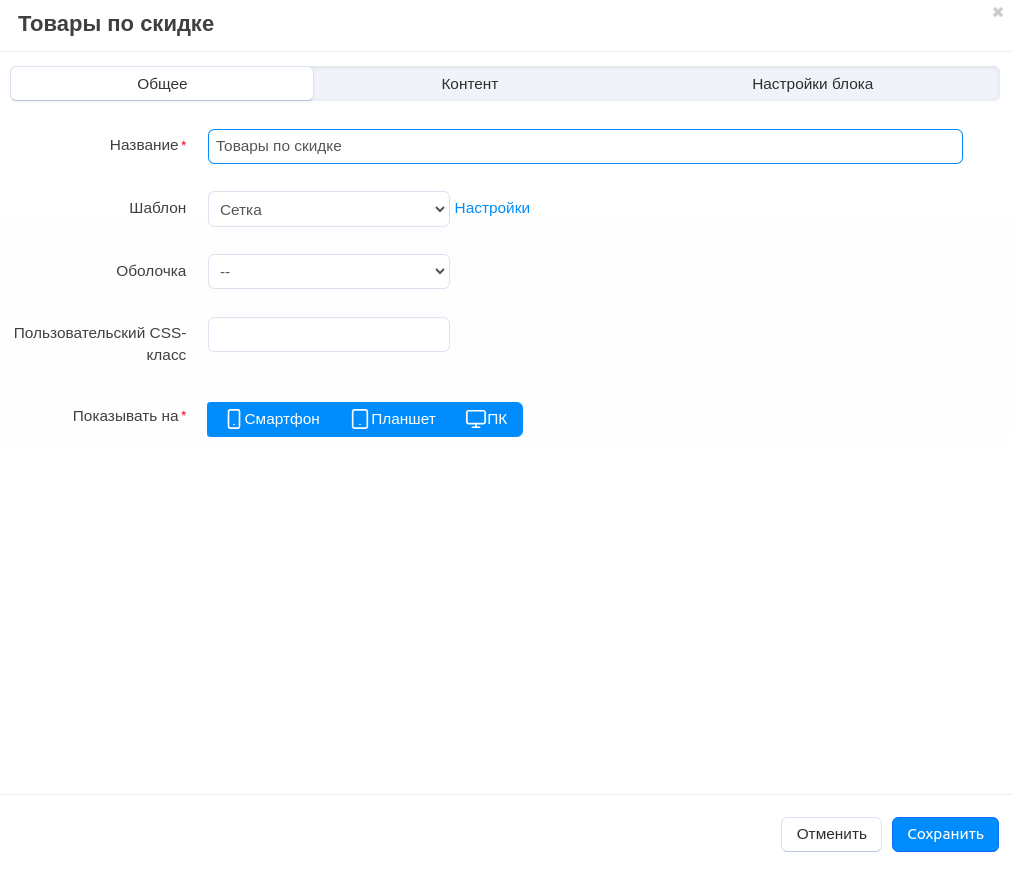 Товары по скидке
Общее Контент Настройки блока
Название* Товары по скидке
Шаблон Сетка Настройки
Оболочка --
Пользовательский CSS-
класс
Показывать на* Смартфон Планшет ПК
Отменить Сохранить